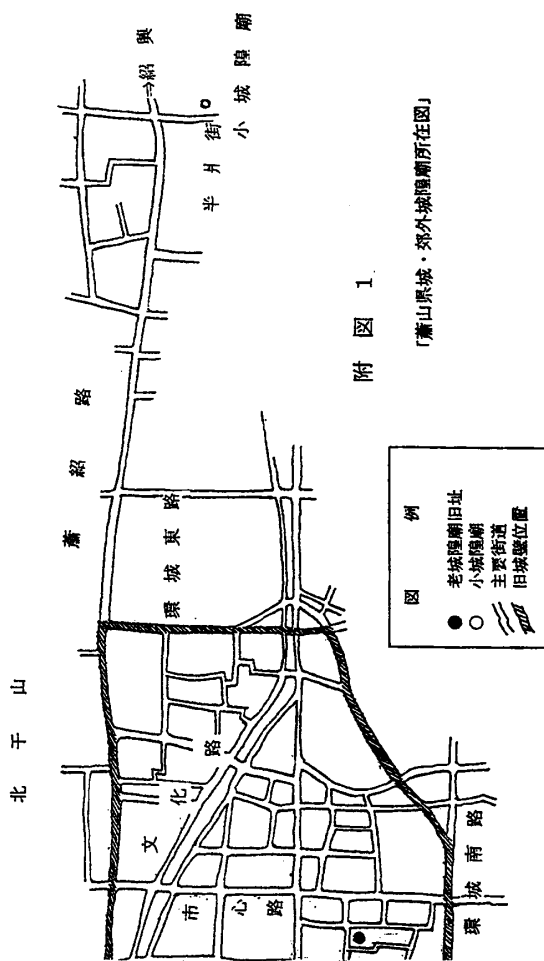 附図 1
「蕭山県城・郊外城隍廟所在図」
北干山
蕭紹路
⇒紹興
半爿街
小城隍廟
環城東路
文化路
市心路
環城南路
図例
● 老城隍廟旧址
○ 小城隍廟
主要街道
旧城壁位置